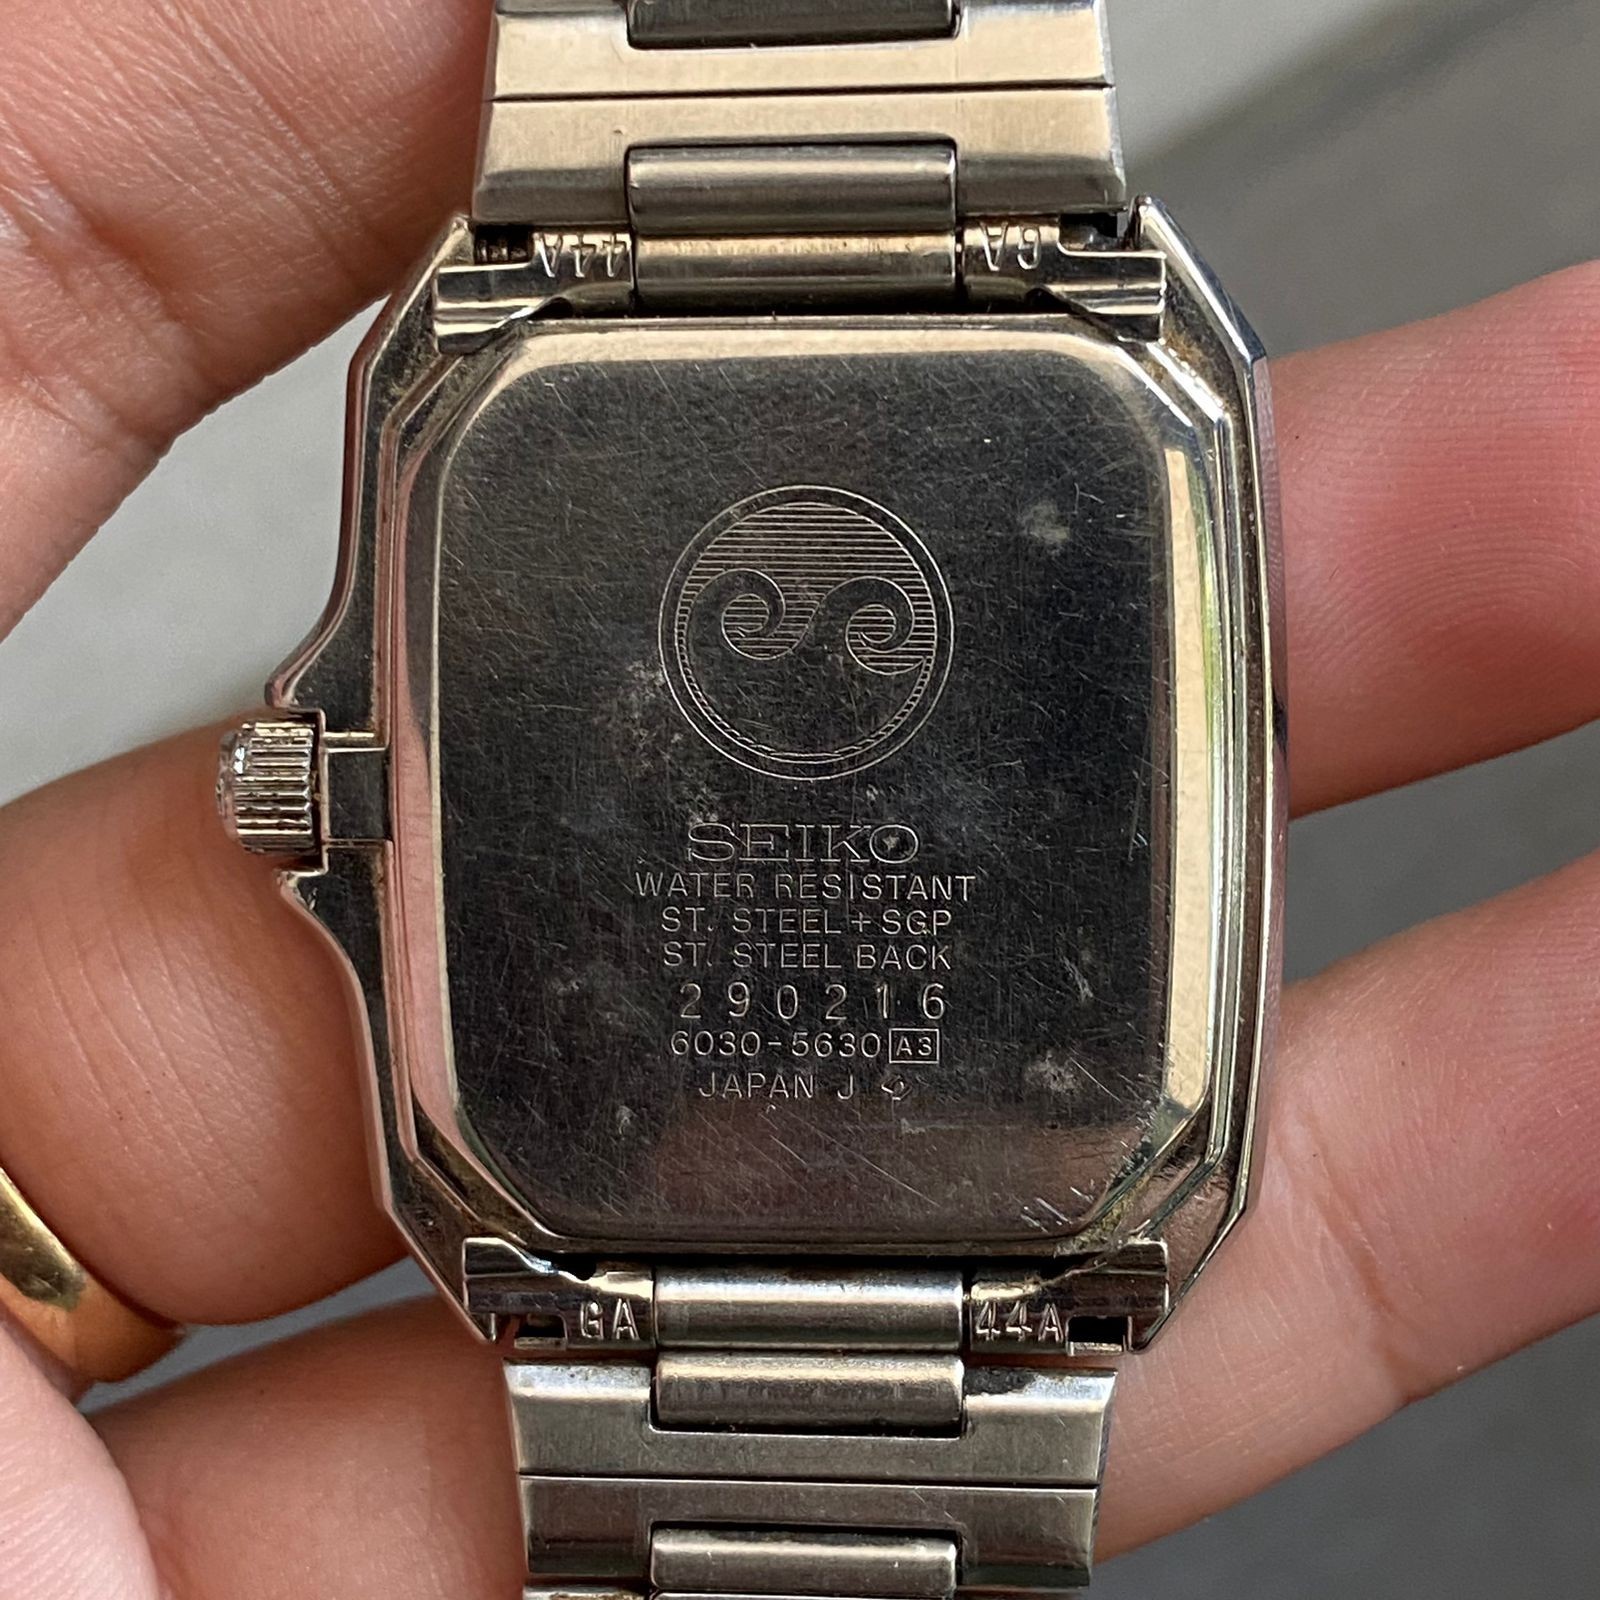 44A
GA
SEIKO
WATER RESISTANT
ST. STEEL+SGP
ST. STEEL BACK
290216
6030-5630 A3
JAPAN J
GA
44A